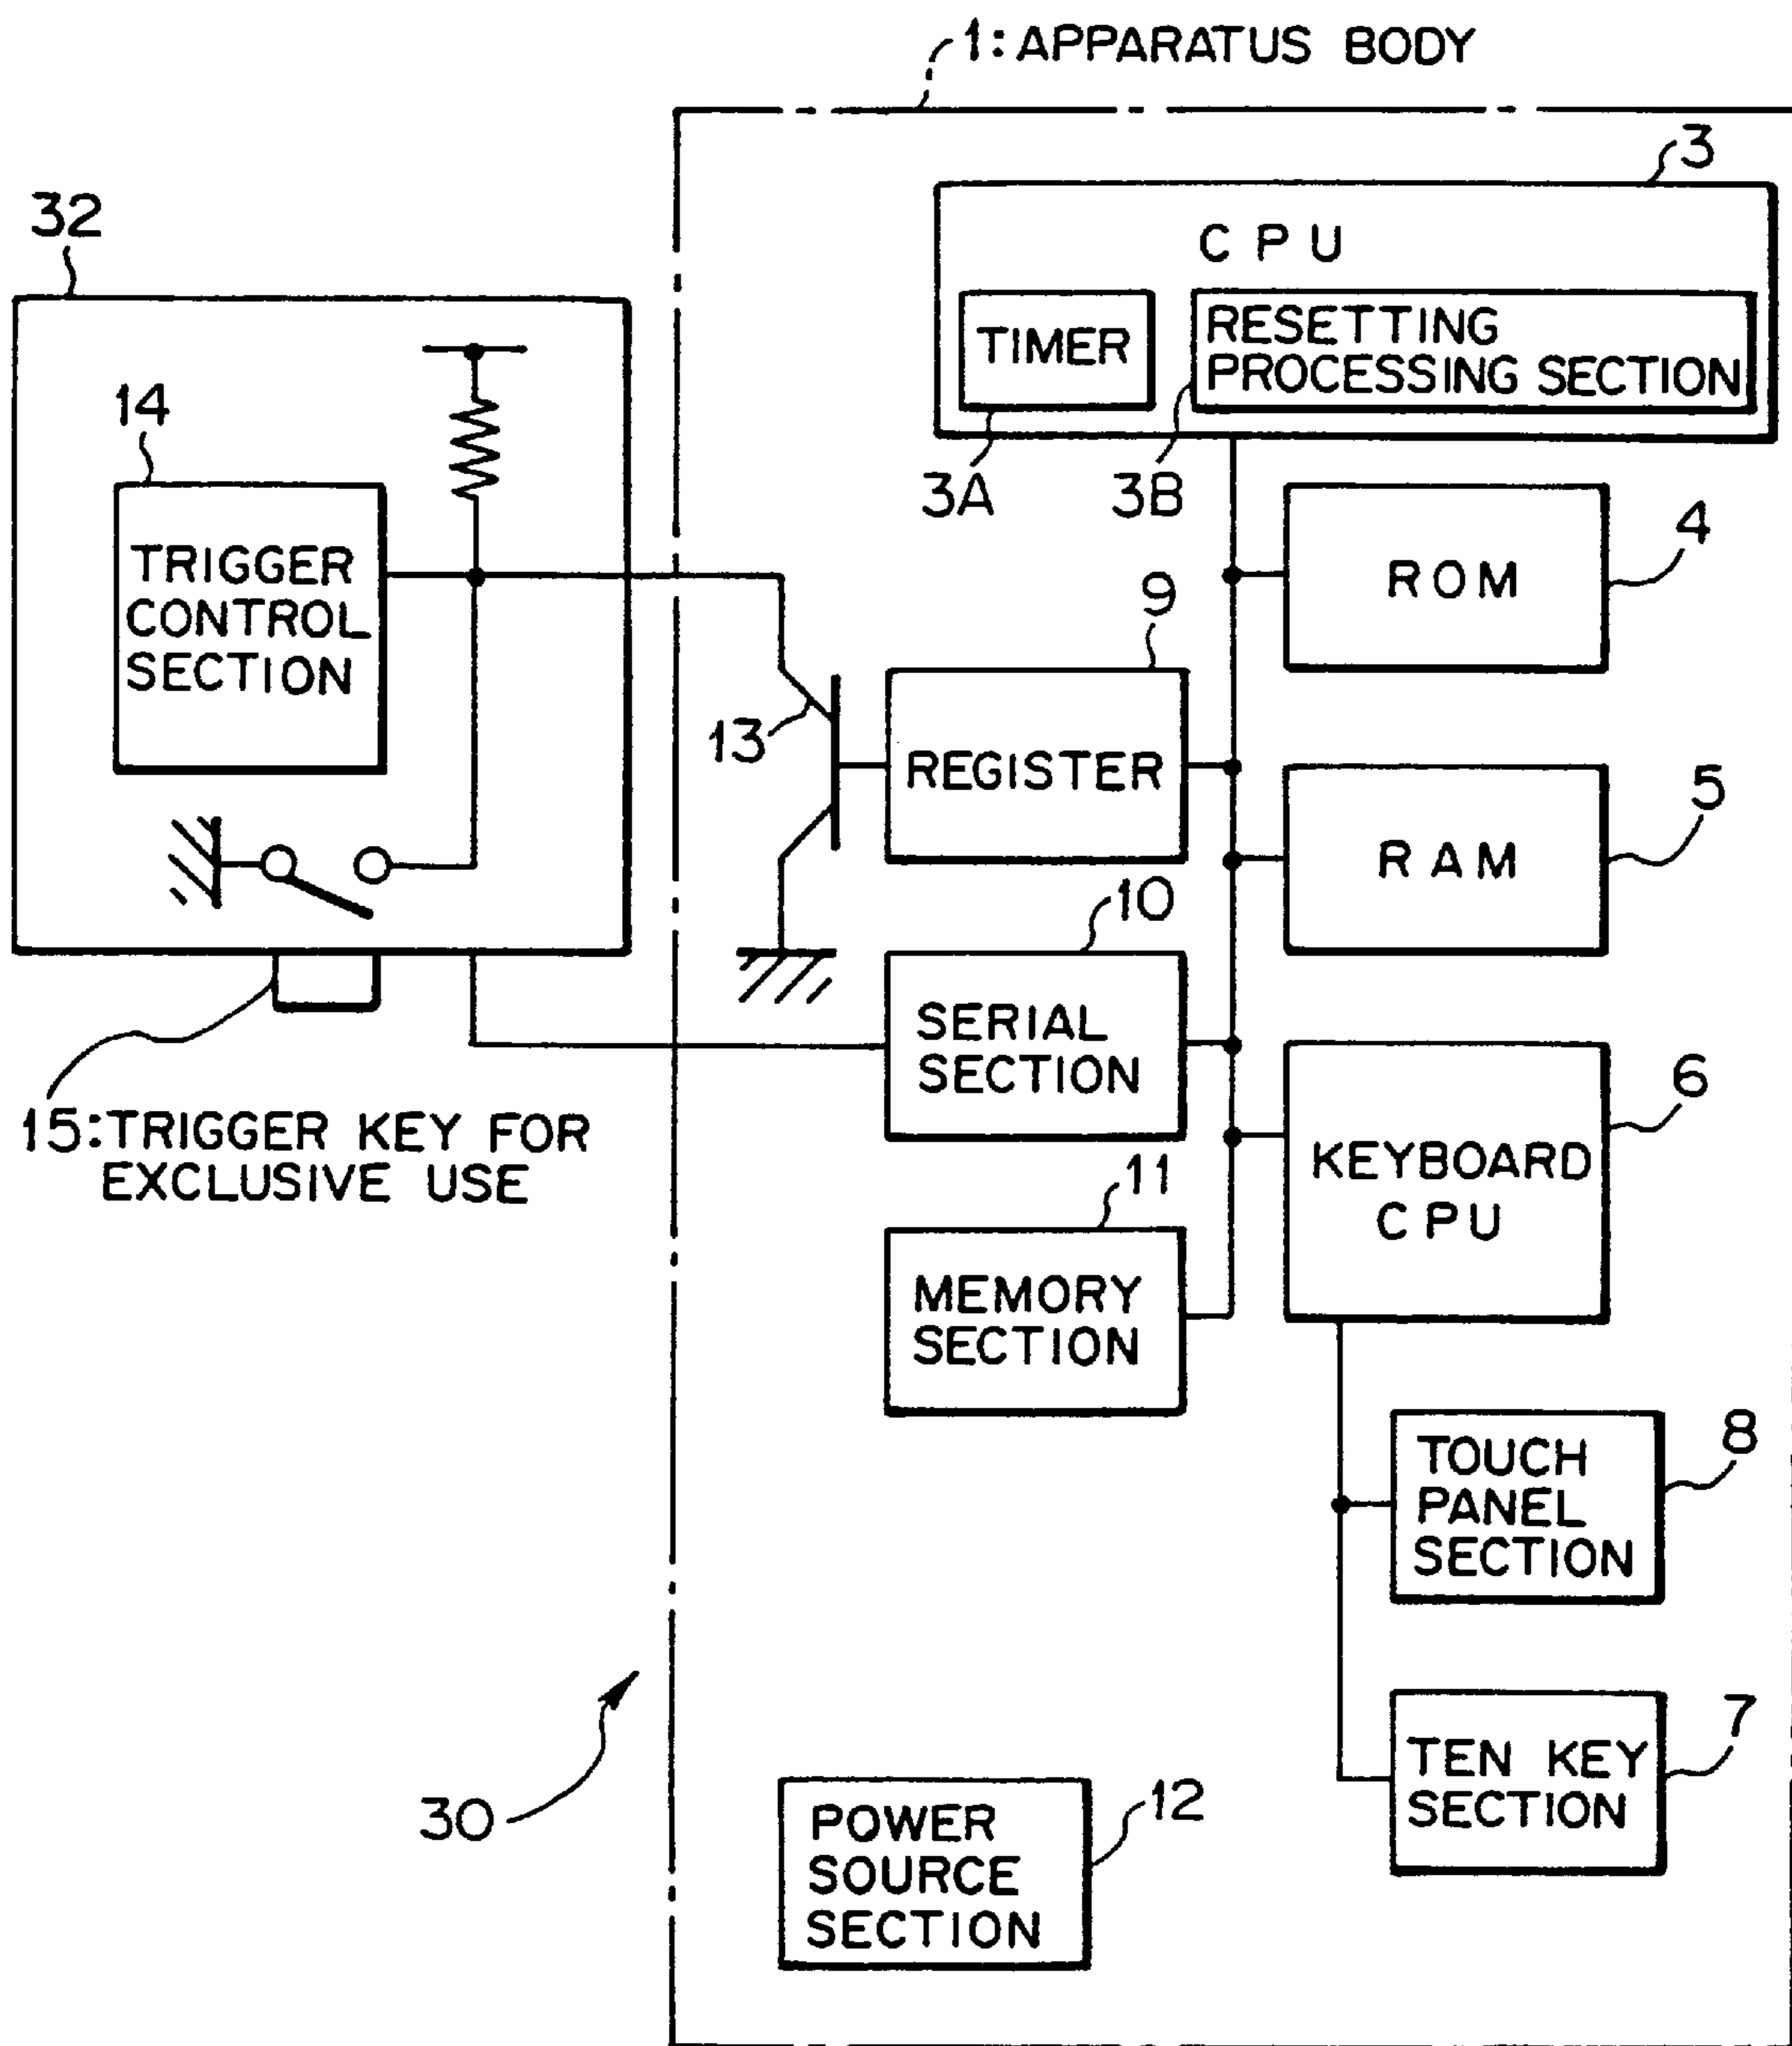 1: APPARATUS BODY
3
32
C P U
TIMER
RESETTING
PROCESSING SECTION
14
3A
3B
4
TRIGGER
CONTROL
SECTION
ROM
9
13
REGISTER
5
RAM
10
SERIAL
SECTION
6
15:TRIGGER KEY FOR
EXCLUSIVE USE
KEYBOARD
CPU
11
MEMORY
SECTION
8
TOUCH
PANEL
SECTION
7
TEN KEY
SECTION
30
12
POWER
SOURCE
SECTION